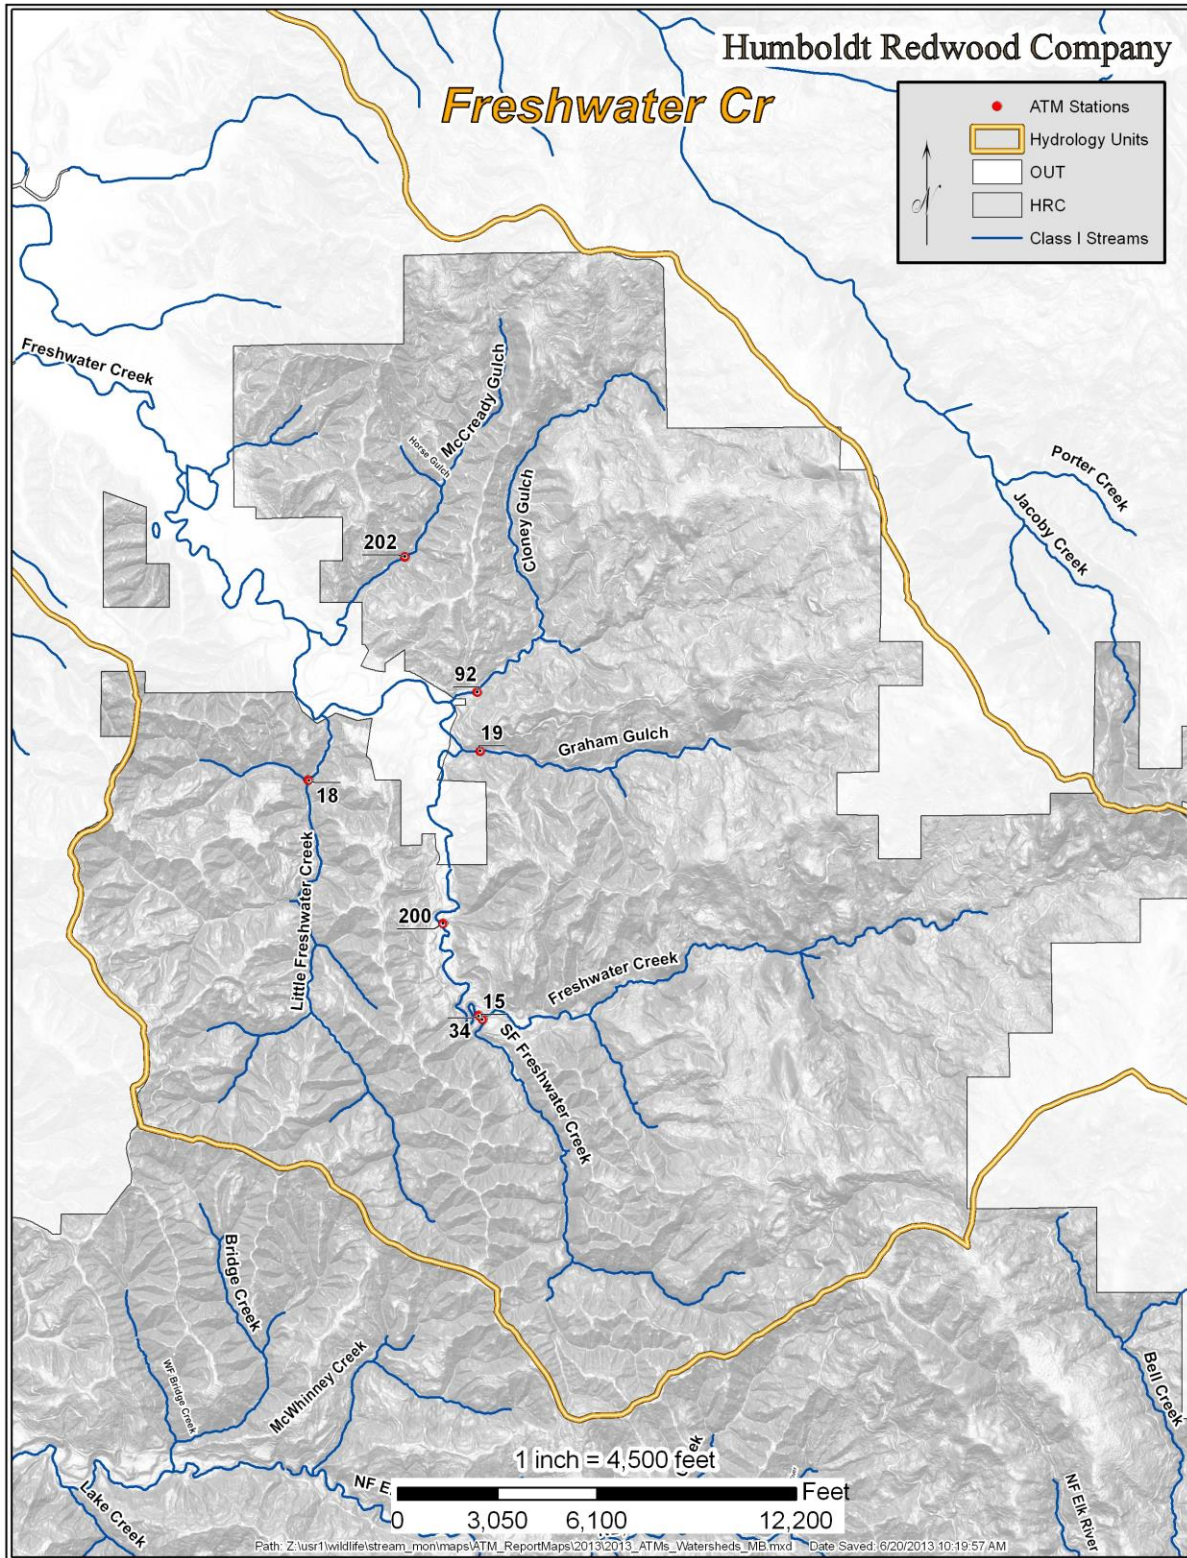 Humboldt Redwood Company
Freshwater Cr
ATM Stations
Hydrology Units
OUT
HRC
Class I Streams
N
Freshwater Creek
McCready Gulch
Horse Gulch
Cloney Gulch
Porter Creek
Jacoby Creek
202
92
19
Graham Gulch
18
Little Freshwater Creek
200
Freshwater Creek
15
34
SF Freshwater Creek
Bridge Creek
WF Bridge Creek
McWhinney Creek
Bell Creek
Lake Creek
NF Elk River
1 inch = 4,500 feet
Feet
0 3,050 6,100 12,200
Path: Z:\usr1\wildlife\stream_mon\maps\ATM_ReportMaps\2013\2013_ATMs_Watersheds_MB.mxd Date Saved: 6/20/2013 10:19:57 AM